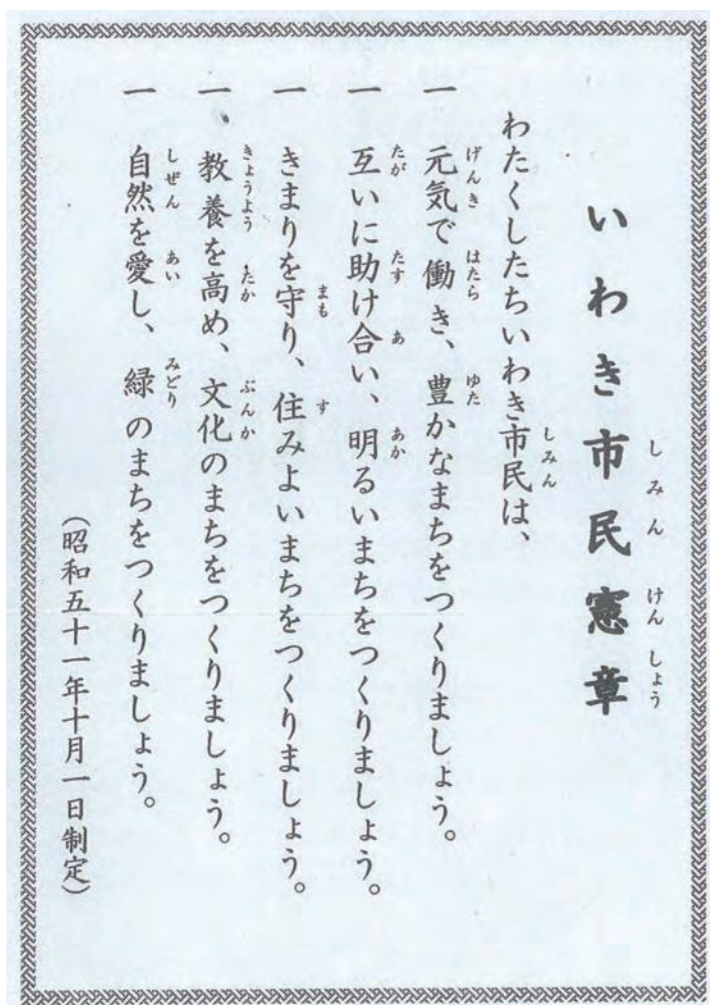 いわき市民憲章
わたくしたちいわき市民は、
一 元気で働き、豊かなまちをつくりましょう。
一 互いに助け合い、明るいまちをつくりましょう。
一 きまりを守り、住みよいまちをつくりましょう。
一 教養を高め、文化のまちをつくりましょう。
一 自然を愛し、緑のまちをつくりましょう。
(昭和五十一年十月一日制定)